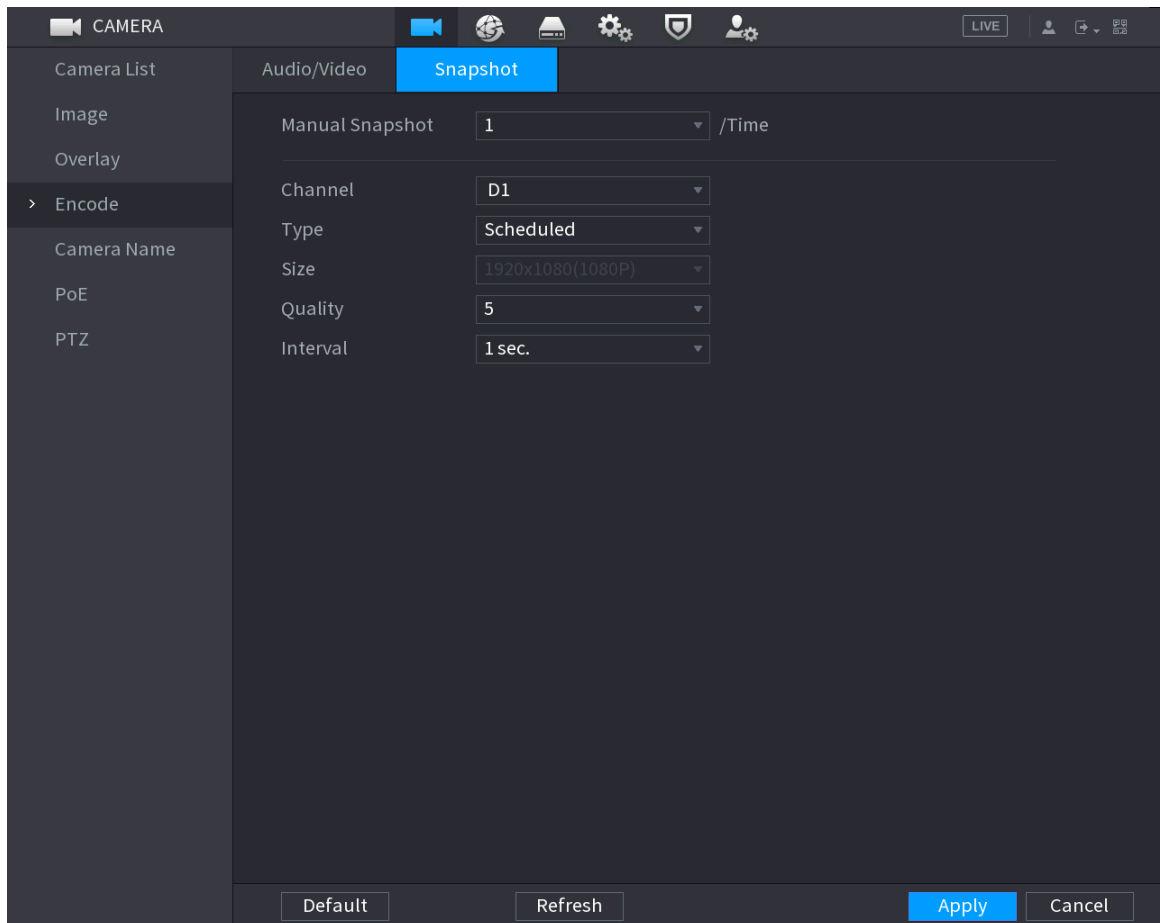 CAMERA
LIVE
Camera List
Image
Overlay
Encode
Camera Name
PoE
PTZ
Audio/Video Snapshot
Manual Snapshot 1 /Time
Channel D1
Type Scheduled
Size 1920x1080(1080P)
Quality 5
Interval 1 sec.
Default Refresh Apply Cancel